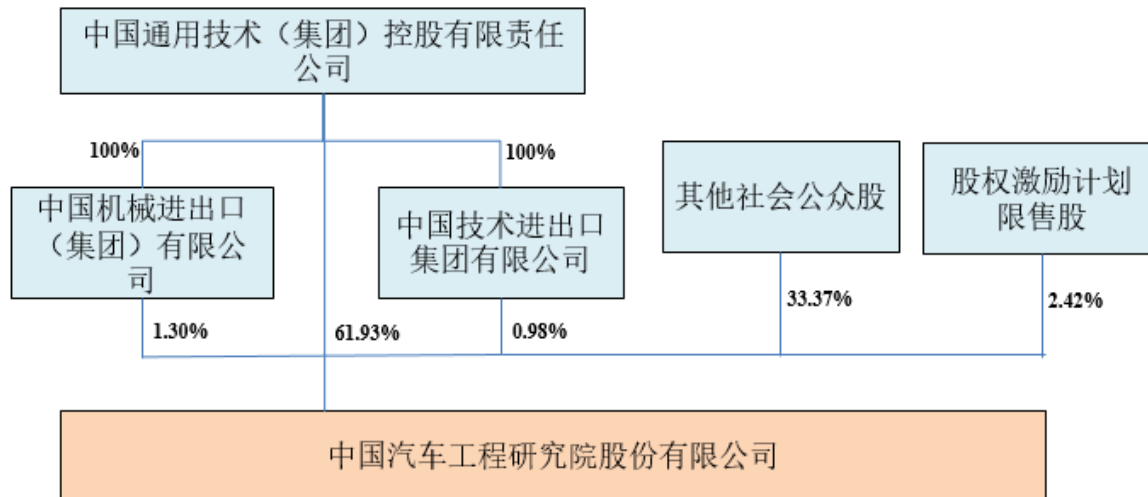 中国通用技术（集团）控股有限责任
公司
100%
100%
中国机械进出口
（集团）有限公
司
中国技术进出口
集团有限公司
其他社会公众股
股权激励计划
限售股
1.30%
61.93%
0.98%
33.37%
2.42%
中国汽车工程研究院股份有限公司